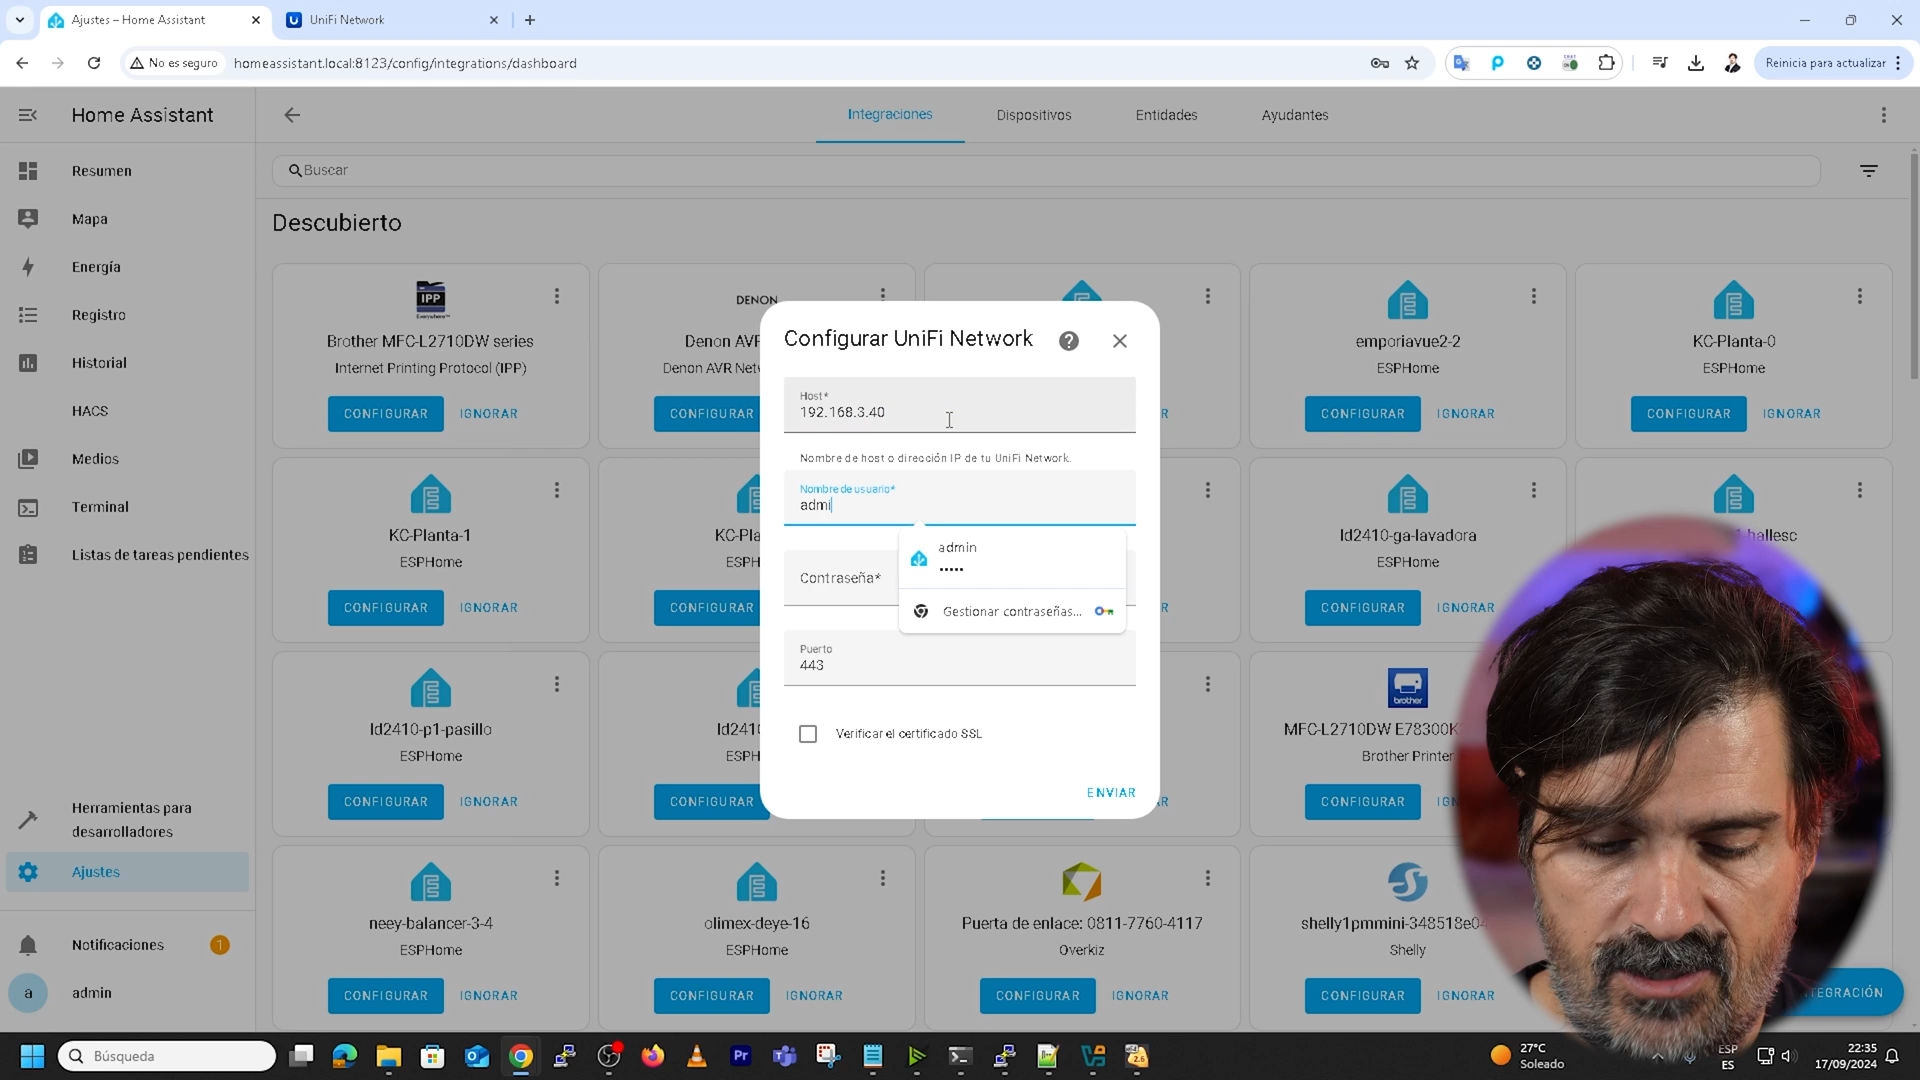 Ajustes – Home Assistant
UniFi Network
No es seguro
homeassistant.local:8123/config/integrations/dashboard
Reinicia para actualizar
Home Assistant
Integraciones
Dispositivos
Entidades
Ayudantes
Resumen
Mapa
Energía
Registro
Historial
HACS
Medios
Terminal
Listas de tareas pendientes
Herramientas para
desarrolladores
Ajustes
Notificaciones
1
a
admin
Buscar
Descubierto
IPP
Everywhere
Brother MFC-L2710DW series
Internet Printing Protocol (IPP)
CONFIGURAR
IGNORAR
DENON
Denon AVR
Denon AVR Netw
CONFIGURAR
emporiavue2-2
ESPHome
CONFIGURAR
IGNORAR
KC-Planta-0
ESPHome
CONFIGURAR
IGNORAR
KC-Planta-1
ESPHome
CONFIGURAR
IGNORAR
KC-Pla
ESPH
CONFIGURAR
ld2410-ga-lavadora
ESPHome
CONFIGURAR
IGNORAR
ld2410-p1-pasillo
ESPHome
CONFIGURAR
IGNORAR
ld2410
ESPH
CONFIGURAR
brother
MFC-L2710DW E78300K
Brother Printer
CONFIGURAR
neey-balancer-3-4
ESPHome
CONFIGURAR
IGNORAR
olimex-deye-16
ESPHome
CONFIGURAR
IGNORAR
Puerta de enlace: 0811-7760-4117
Overkiz
CONFIGURAR
IGNORAR
shelly1pmmini-348518e0
Shelly
CONFIGURAR
IGNORAR
Configurar UniFi Network
Host*
192.168.3.40
Nombre de host o dirección IP de tu UniFi Network.
Nombre de usuario*
admi
admin
•••••
Gestionar contraseñas...
Contraseña*
Puerto
443
Verificar el certificado SSL
ENVIAR
Búsqueda
27°C
Soleado
ESP
ES
22:35
17/09/2024